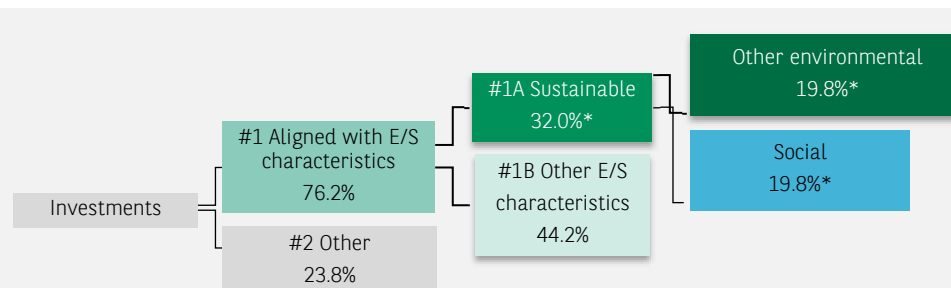 Investments
#1 Aligned with E/S
characteristics
76.2%
#2 Other
23.8%
#1A Sustainable
32.0%*
#1B Other E/S
characteristics
44.2%
Other environmental
19.8%*
Social
19.8%*